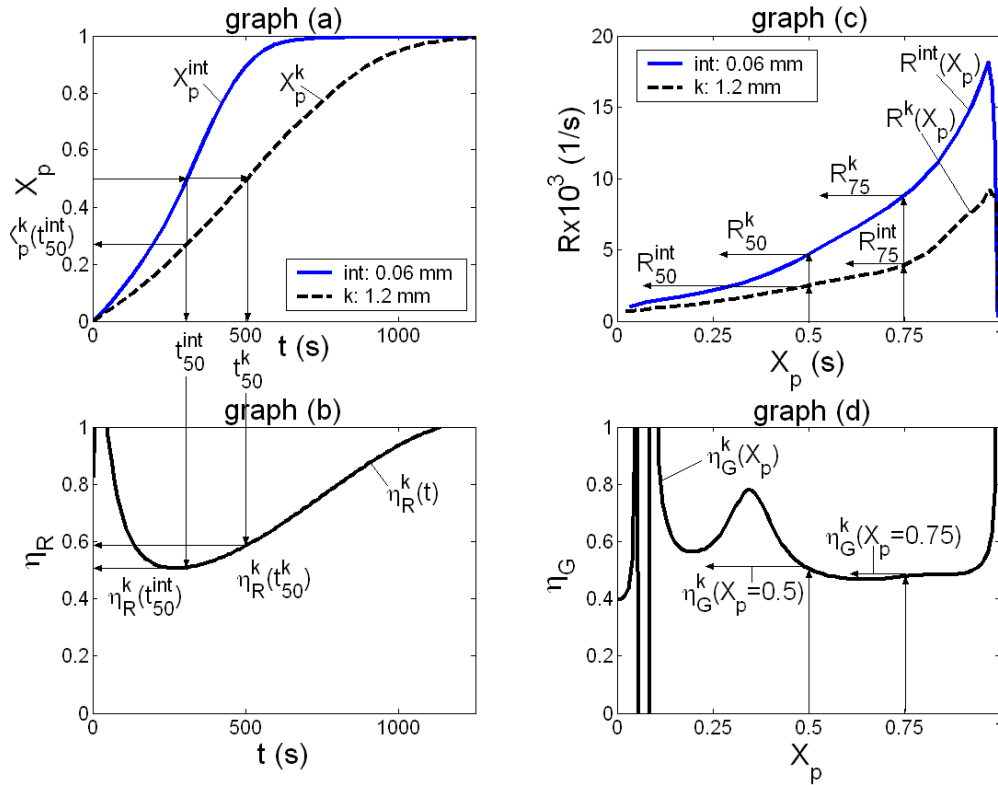 graph (a)
1
0.8
0.6
0.4
0.2
0
X_p
X_p^int
X_p^k
X_p^k(t_50^int)
int: 0.06 mm
k: 1.2 mm
0 500 1000
t (s)
t_50^int
t_50^k
graph (c)
20
15
10
5
0
Rx10^3 (1/s)
int: 0.06 mm
k: 1.2 mm
R^int(X_p)
R^k(X_p)
R_75^k
R_50^k
R_75^int
R_50^int
0 0.25 0.5 0.75 1
X_p (s)
graph (b)
1
0.8
0.6
0.4
0.2
0
η_R
η_R^k(t)
η_R^k(t_50^int)
η_R^k(t_50^k)
0 500 1000
t (s)
graph (d)
1
0.8
0.6
0.4
0.2
0
η_G
η_G^k(X_p)
η_G^k(X_p=0.75)
η_G^k(X_p=0.5)
0 0.25 0.5 0.75 1
X_p